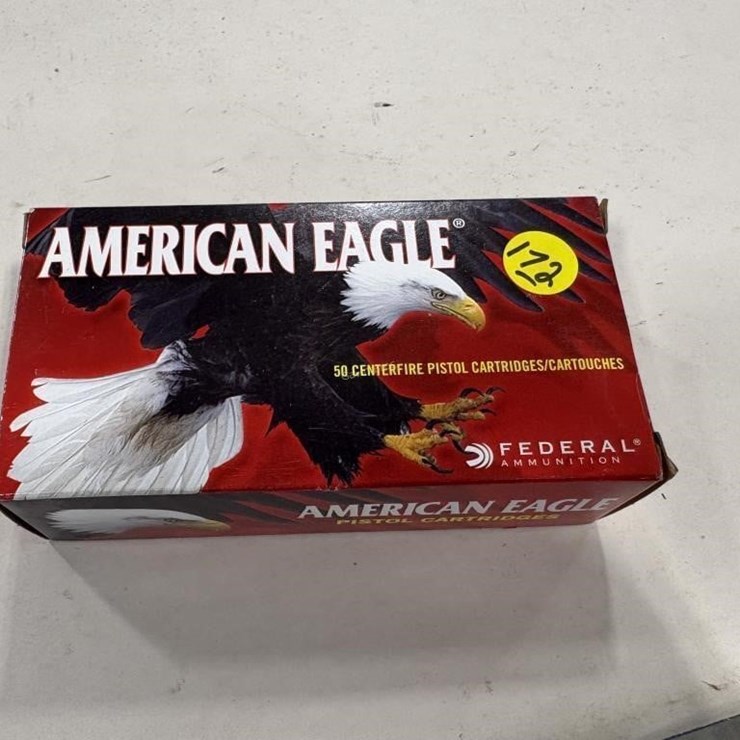 AMERICAN EAGLE®
172
50 CENTERFIRE PISTOL CARTRIDGES/CARTOUCHES
FEDERAL®
AMMUNITION
AMERICAN EAGLE
PISTOL CARTRIDGES